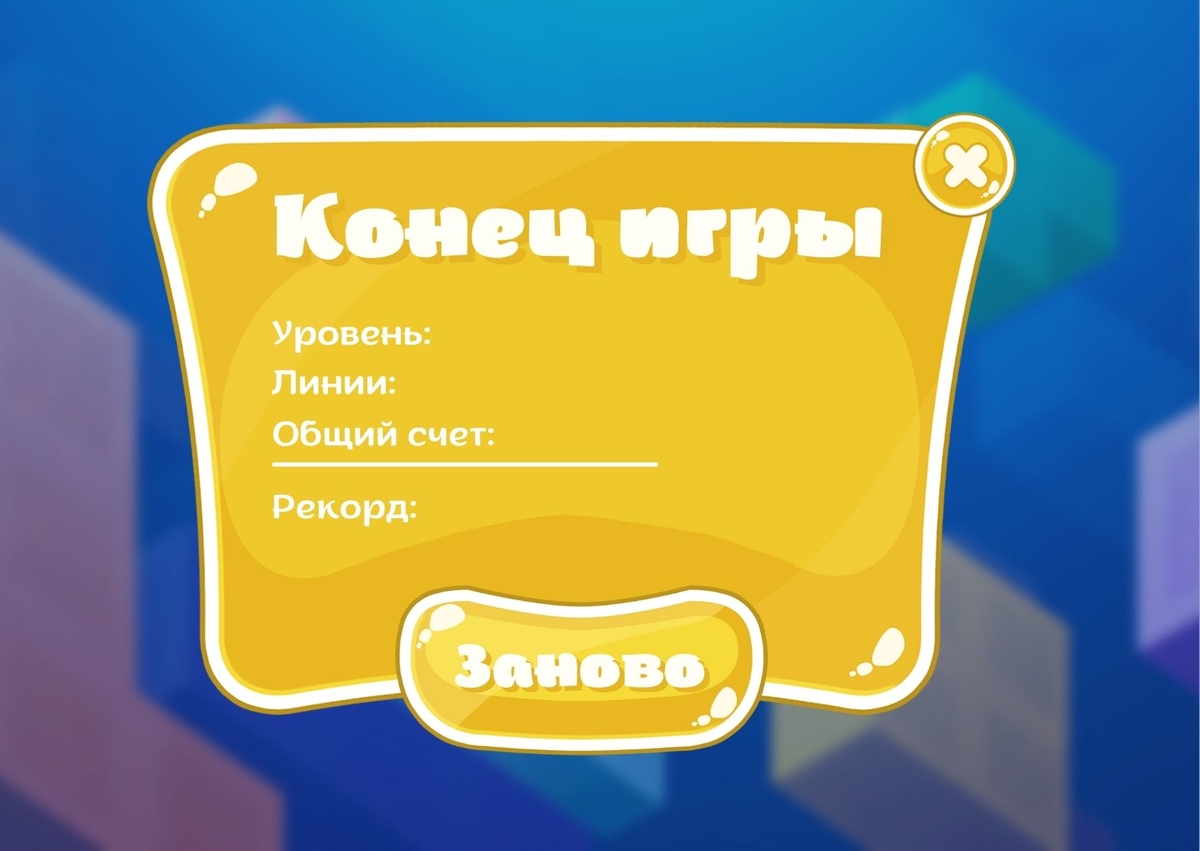 Конец игры
Уровень:
Линии:
Общий счет:
Рекорд:
Заново